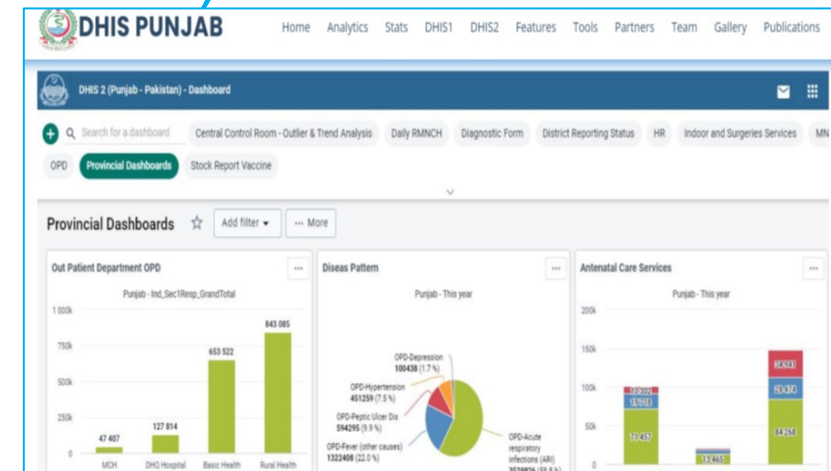 DHIS PUNJAB
Home Analytics Stats DHIS1 DHIS2 Features Tools Partners Team Gallery Publications
DHIS 2 (Punjab - Pakistan) - Dashboard
Search for a dashboard Central Control Room - Outlier & Trend Analysis Daily RMNCH Diagnostic Form District Reporting Status HR Indoor and Surgeries Services MN
OPD Provincial Dashboards Stock Report Vaccine
Provincial Dashboards Add filter More
Out Patient Department OPD
Punjab - Ind_Sec1Resp_GrandTotal
1 000k
843 085
750k
653 522
500k
250k
127 814
47 407
0
MCH DHQ Hospital Basic Health Rural Health
Diseas Pattern
Punjab - This year
OPD-Depression
100438 (1.7 %)
OPD-Hypertension
451259 (7.5 %)
OPD-Peptic Ulcer Dis
594295 (9.9 %)
OPD-Fever (other causes)
1322408 (22.0 %)
OPD-Acute
respiratory
infections (ARI)
Antenatal Care Services
Punjab - This year
200k
150k
34 943
100k
28 474
71 457
50k
84 268
13 465
0